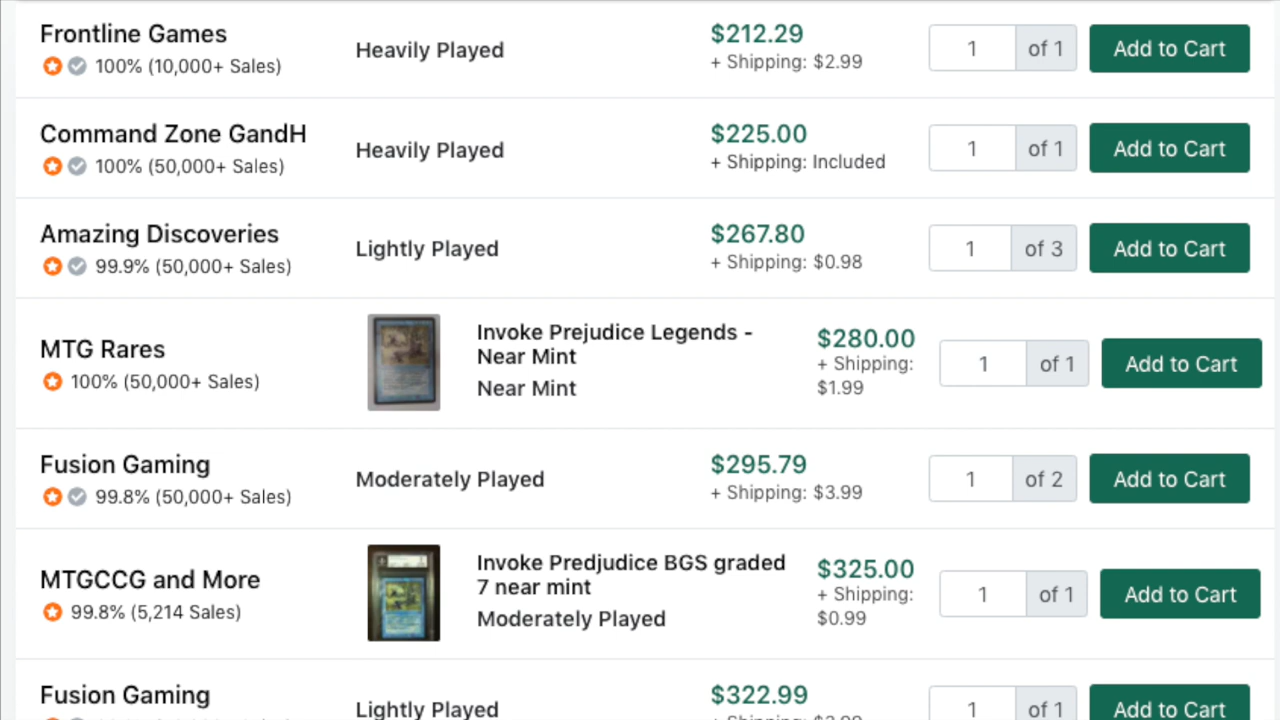 Frontline Games
100% (10,000+ Sales)
Heavily Played
$212.29
+ Shipping: $2.99
1 of 1
Add to Cart
Command Zone GandH
100% (50,000+ Sales)
Heavily Played
$225.00
+ Shipping: Included
1 of 1
Add to Cart
Amazing Discoveries
99.9% (50,000+ Sales)
Lightly Played
$267.80
+ Shipping: $0.98
1 of 3
Add to Cart
MTG Rares
100% (50,000+ Sales)
Invoke Prejudice Legends -
Near Mint
Near Mint
$280.00
+ Shipping:
$1.99
1 of 1
Add to Cart
Fusion Gaming
99.8% (50,000+ Sales)
Moderately Played
$295.79
+ Shipping: $3.99
1 of 2
Add to Cart
MTGCCG and More
99.8% (5,214 Sales)
Invoke Predjudice BGS graded
7 near mint
Moderately Played
$325.00
+ Shipping:
$0.99
1 of 1
Add to Cart
Fusion Gaming
Lightly Played
$322.99
1 of 1
Add to Cart